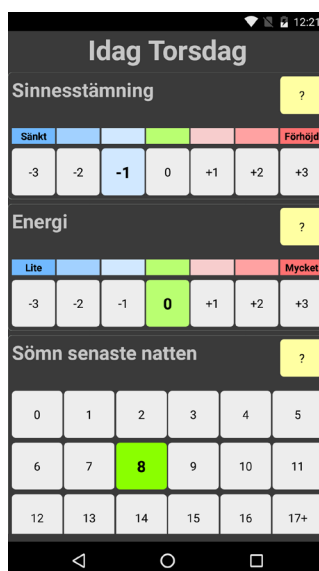 12:21
Idag Torsdag
Sinnesstämning
?
Sänkt Förhöjd
-3 -2 -1 0 +1 +2 +3
Energi
?
Lite Mycket
-3 -2 -1 0 +1 +2 +3
Sömn senaste natten
?
0 1 2 3 4 5
6 7 8 9 10 11
12 13 14 15 16 17+